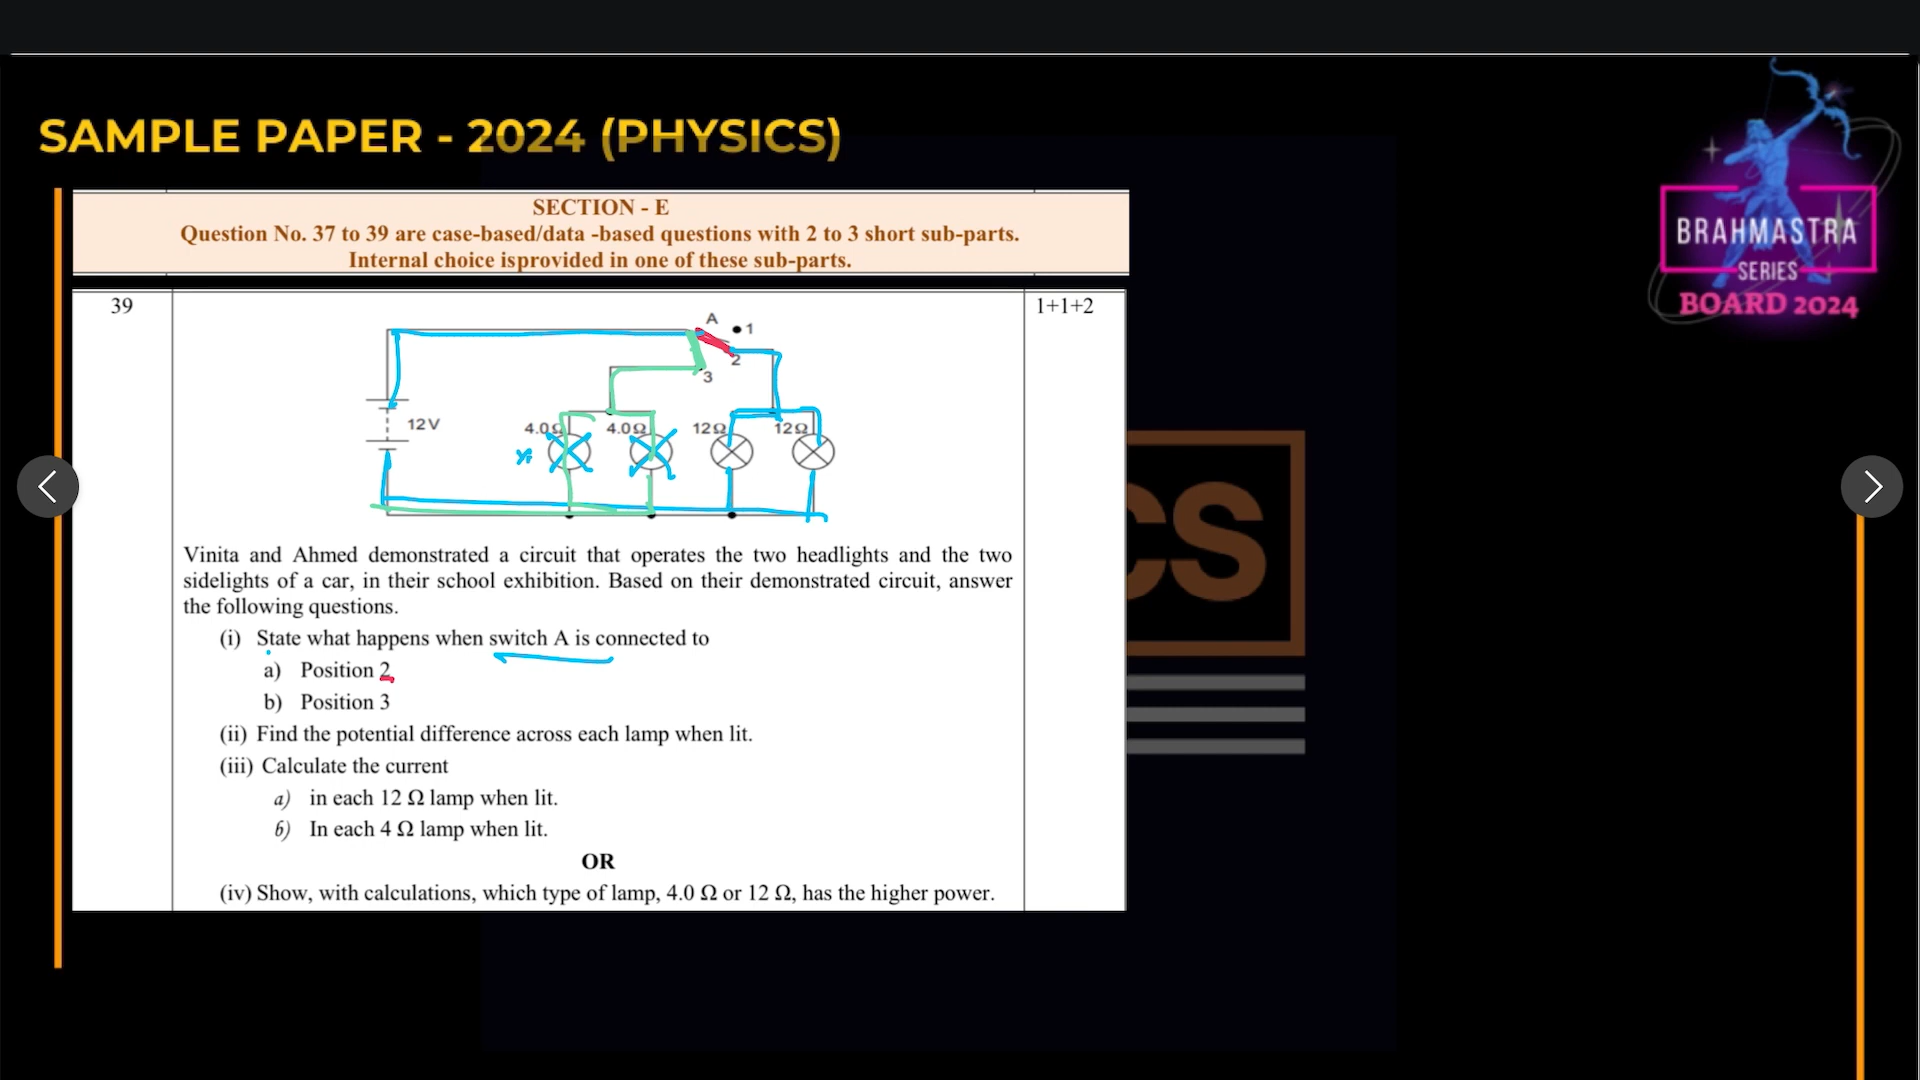 SAMPLE PAPER - 2024 (PHYSICS)
BRAHMASTRA
SERIES
BOARD 2024
SECTION - E
Question No. 37 to 39 are case-based/data -based questions with 2 to 3 short sub-parts.
Internal choice isprovided in one of these sub-parts.
39
1+1+2
A
1
2
3
12V
4.0Ω
4.0Ω
12Ω
12Ω
CS
Vinita and Ahmed demonstrated a circuit that operates the two headlights and the two
sidelights of a car, in their school exhibition. Based on their demonstrated circuit, answer
the following questions.
(i) State what happens when switch A is connected to
a) Position 2
b) Position 3
(ii) Find the potential difference across each lamp when lit.
(iii) Calculate the current
a) in each 12 Ω lamp when lit.
б) In each 4 Ω lamp when lit.
OR
(iv) Show, with calculations, which type of lamp, 4.0 Ω or 12 Ω, has the higher power.